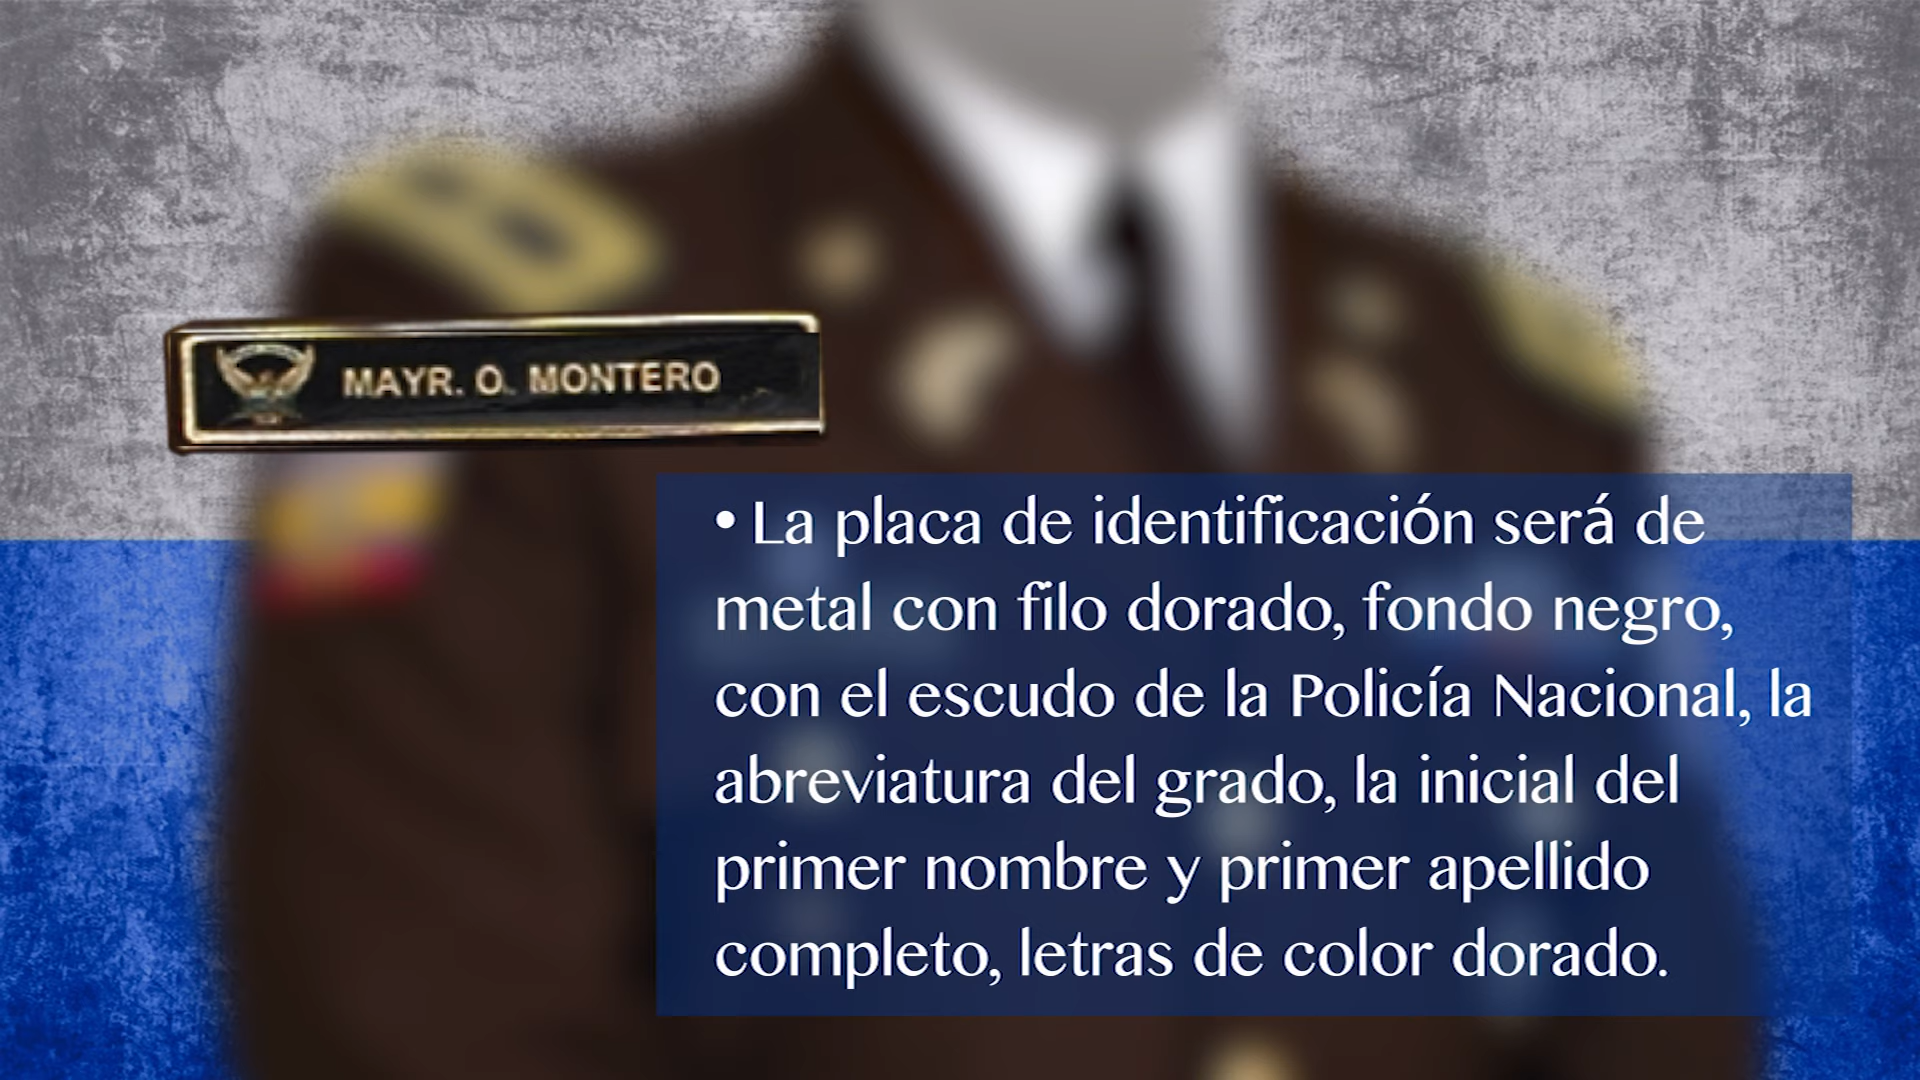 MAYR. O. MONTERO
• La placa de identificación será de
metal con filo dorado, fondo negro,
con el escudo de la Policía Nacional, la
abreviatura del grado, la inicial del
primer nombre y primer apellido
completo, letras de color dorado.